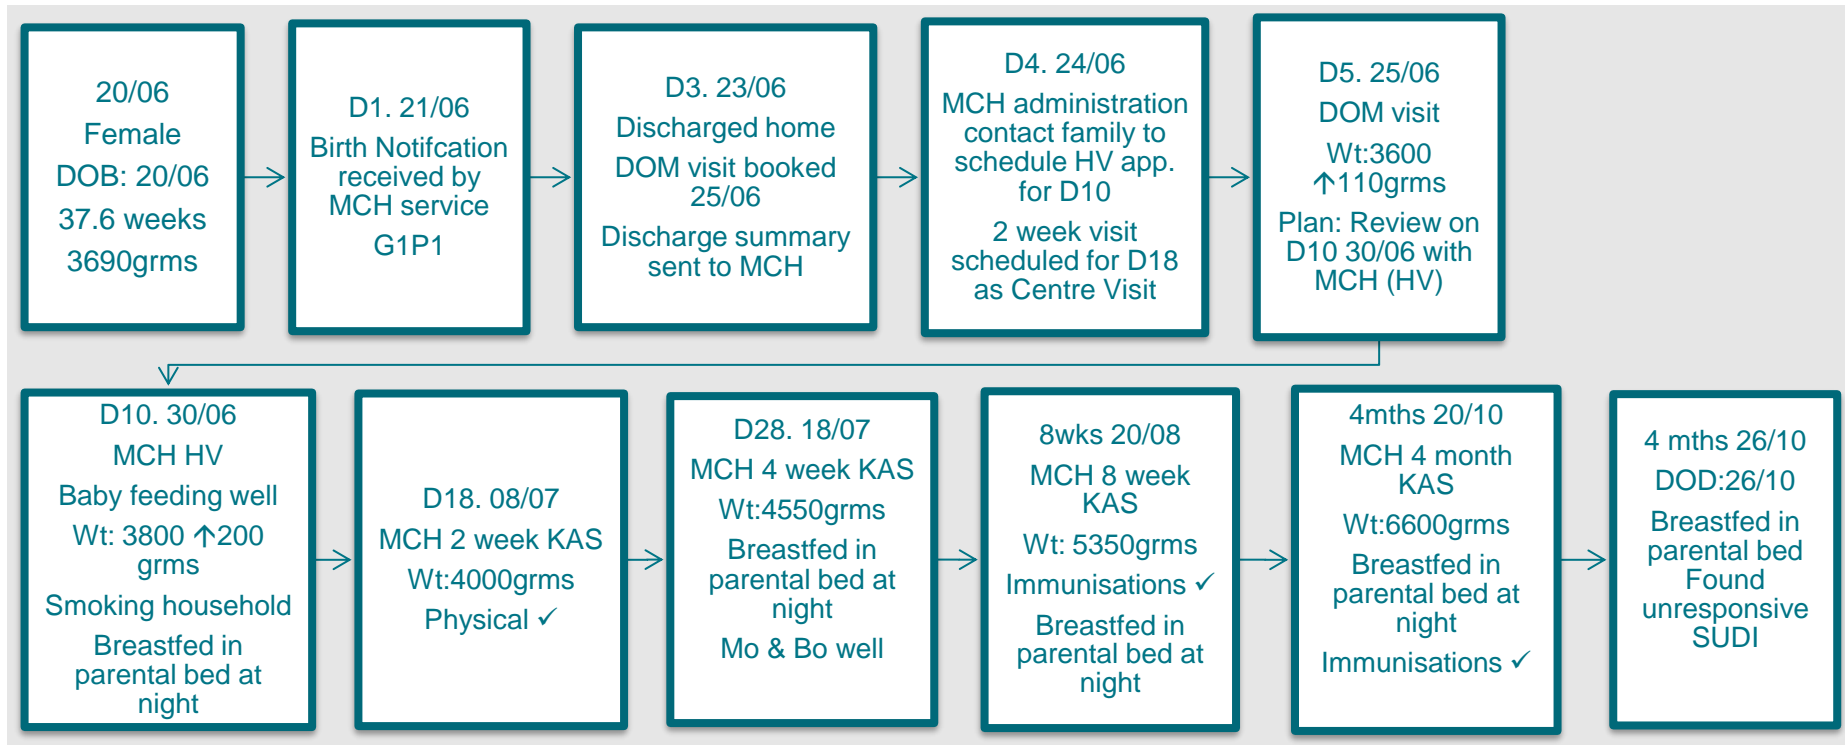 20/06
Female
DOB: 20/06
37.6 weeks
3690grms
D1. 21/06
Birth Notifcation
received by
MCH service
G1P1
D3. 23/06
Discharged home
DOM visit booked
25/06
Discharge summary
sent to MCH
D4. 24/06
MCH administration
contact family to
schedule HV app.
for D10
2 week visit
scheduled for D18
as Centre Visit
D5. 25/06
DOM visit
Wt:3600
↑110grms
Plan: Review on
D10 30/06 with
MCH (HV)
D10. 30/06
MCH HV
Baby feeding well
Wt: 3800 ↑200
grms
Smoking household
Breastfed in
parental bed at
night
D18. 08/07
MCH 2 week KAS
Wt:4000grms
Physical ✓
D28. 18/07
MCH 4 week KAS
Wt:4550grms
Breastfed in
parental bed at
night
Mo & Bo well
8wks 20/08
MCH 8 week
KAS
Wt: 5350grms
Immunisations ✓
Breastfed in
parental bed at
night
4mths 20/10
MCH 4 month
KAS
Wt:6600grms
Breastfed in
parental bed at
night
Immunisations ✓
4 mths 26/10
DOD:26/10
Breastfed in
parental bed
Found
unresponsive
SUDI